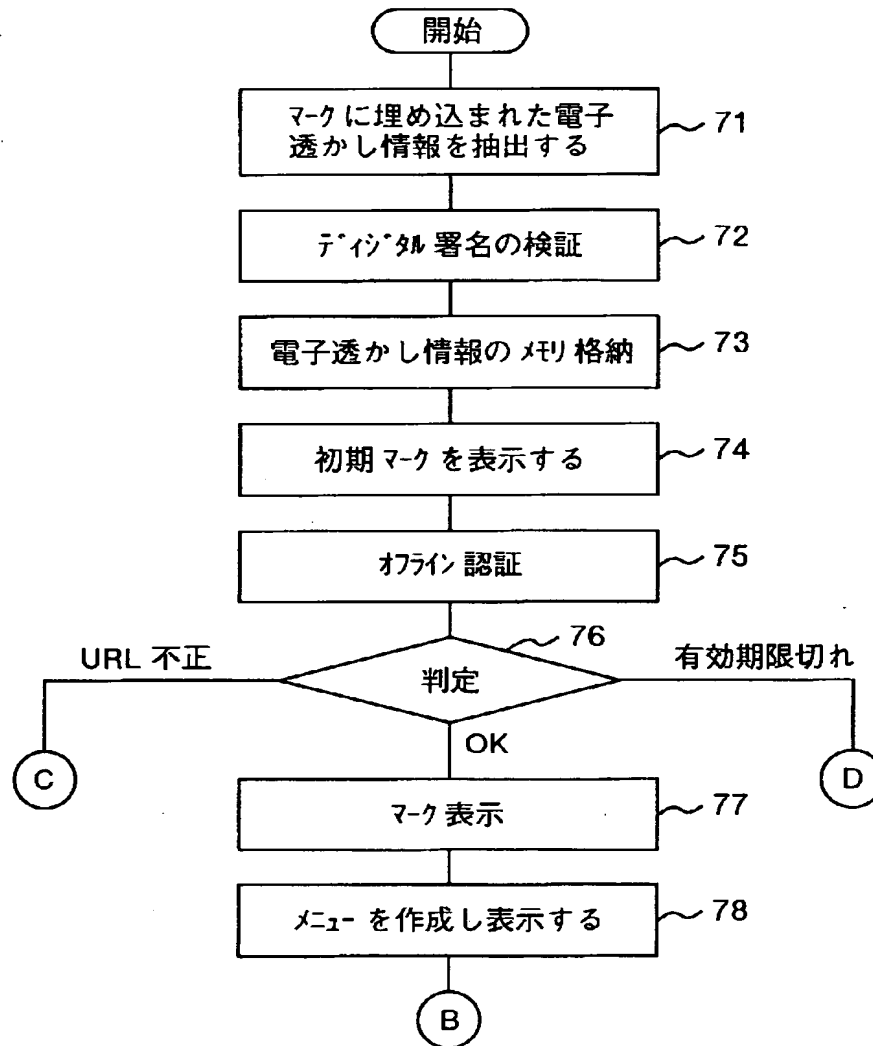 開始
マークに埋め込まれた電子
透かし情報を抽出する
71
ディジタル署名の検証
72
電子透かし情報のメモリ格納
73
初期マークを表示する
74
オフライン認証
75
76
URL 不正
判定
有効期限切れ
OK
C
D
マーク表示
77
メニューを作成し表示する
78
B